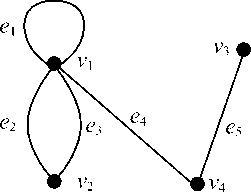 e₁
v₁
v₃
e₂
e₃
e₄
e₅
v₂
v₄